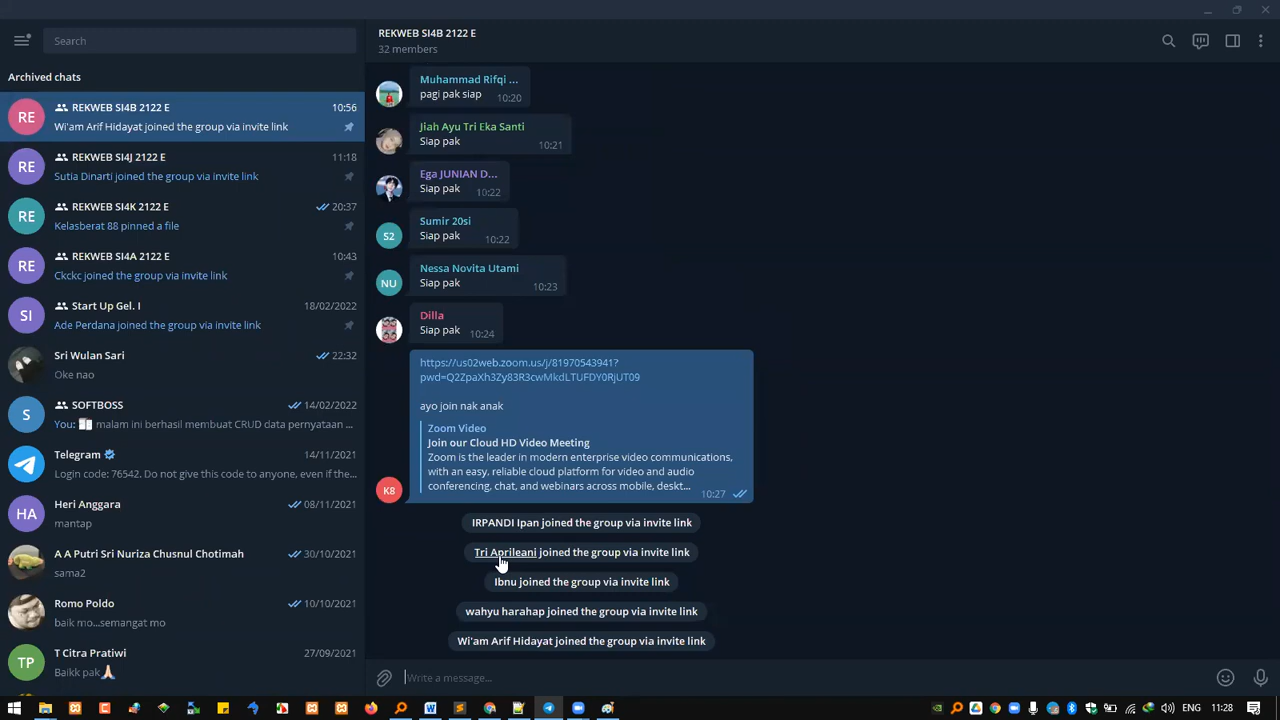 Search
Archived chats
RE
REKWEB SI4B 2122 E
10:56
Wi'am Arif Hidayat joined the group via invite link
RE
REKWEB SI4J 2122 E
11:18
Sutia Dinarti joined the group via invite link
RE
REKWEB SI4K 2122 E
20:37
Kelasberat 88 pinned a file
RE
REKWEB SI4A 2122 E
10:43
Ckckc joined the group via invite link
SI
Start Up Gel. I
18/02/2022
Ade Perdana joined the group via invite link
Sri Wulan Sari
22:32
Oke nao
S
SOFTBOSS
14/02/2022
You: malam ini berhasil membuat CRUD data pernyataan ...
Telegram
14/11/2021
Login code: 76542. Do not give this code to anyone, even if the...
HA
Heri Anggara
08/11/2021
mantap
A A Putri Sri Nuriza Chusnul Chotimah
30/10/2021
sama2
Romo Poldo
10/10/2021
baik mo...semangat mo
TP
T Citra Pratiwi
27/09/2021
Baikk pak
REKWEB SI4B 2122 E
32 members
Muhammad Rifqi ...
pagi pak siap
10:20
Jiah Ayu Tri Eka Santi
Siap pak
10:21
Ega JUNIAN D...
Siap pak
10:22
S2
Sumir 20si
Siap pak
10:22
NU
Nessa Novita Utami
Siap pak
10:23
Dilla
Siap pak
10:24
https://us02web.zoom.us/j/81970543941?
pwd=Q2ZpaXh3Zy83R3cwMkdLTUFDY0RjUT09
ayo join nak anak
Zoom Video
Join our Cloud HD Video Meeting
Zoom is the leader in modern enterprise video communications,
with an easy, reliable cloud platform for video and audio
conferencing, chat, and webinars across mobile, deskt...
K8
10:27
IRPANDI Ipan joined the group via invite link
Tri Aprileani joined the group via invite link
Ibnu joined the group via invite link
wahyu harahap joined the group via invite link
Wi'am Arif Hidayat joined the group via invite link
Write a message...
11:28